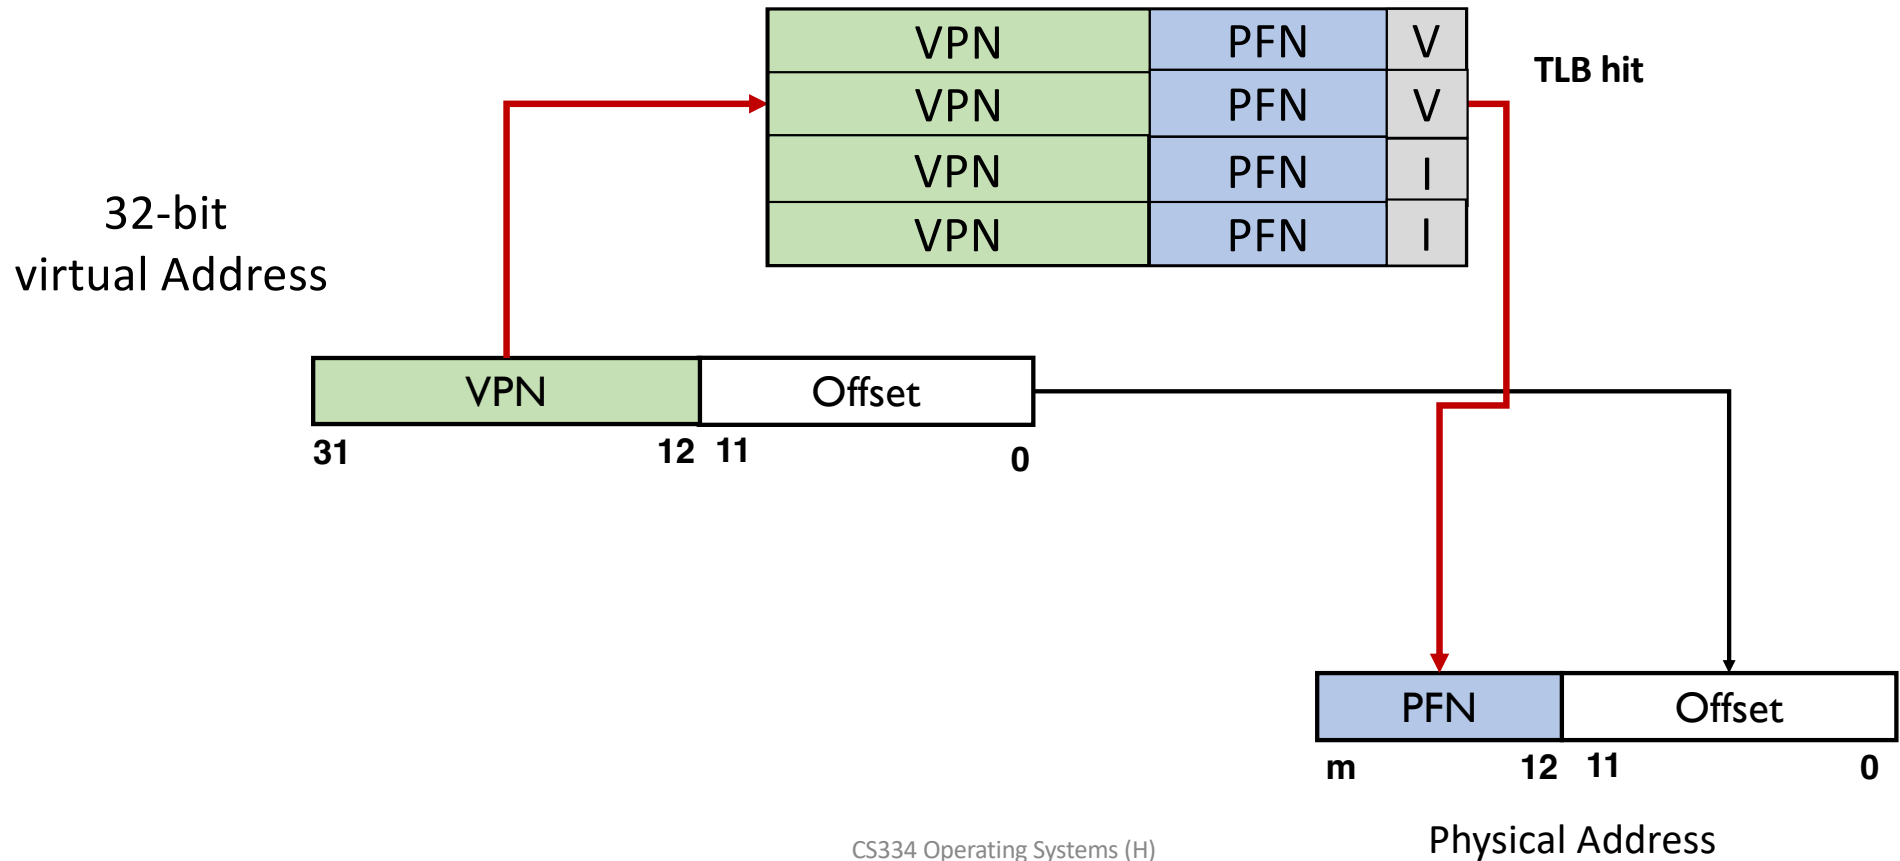 VPN PFN V
TLB hit
VPN PFN V
VPN PFN I
VPN PFN I
32-bit
virtual Address
VPN Offset
31 12 11 0
PFN Offset
m 12 11 0
Physical Address
CS334 Operating Systems (H)